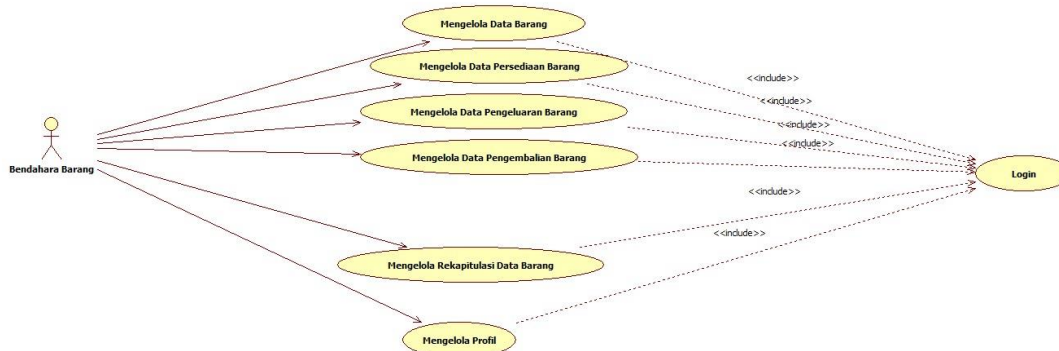 Mengelola Data Barang
Mengelola Data Persediaan Barang
<<include>>
<<include>>
Mengelola Data Pengeluaran Barang
<<include>>
<<include>>
Mengelola Data Pengembalian Barang
Bendahara Barang
Login
<<include>>
<<include>>
Mengelola Rekapitulasi Data Barang
Mengelola Profil